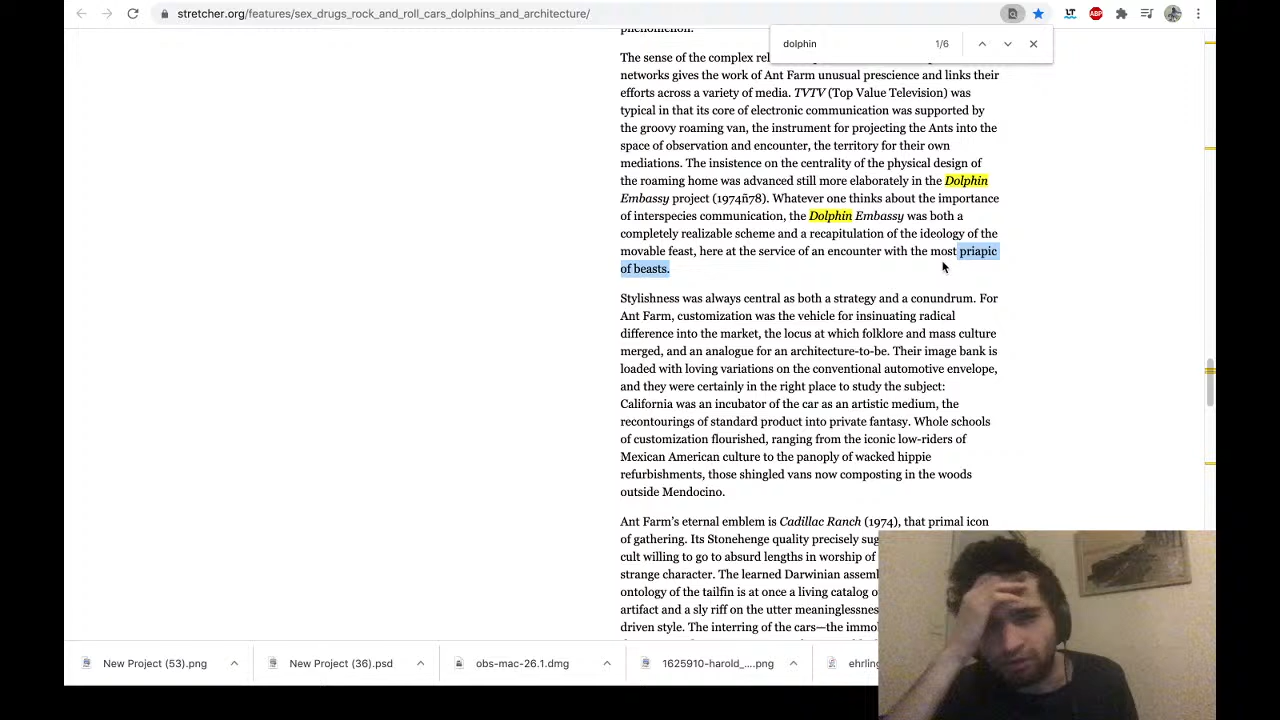 stretcher.org/features/sex_drugs_rock_and_roll_cars_dolphins_and_architecture/
dolphin 1/6
phenomenon.
The sense of the complex
networks gives the work of Ant Farm unusual prescience and links their
efforts across a variety of media. TVTV (Top Value Television) was
typical in that its core of electronic communication was supported by
the groovy roaming van, the instrument for projecting the Ants into the
space of observation and encounter, the territory for their own
mediations. The insistence on the centrality of the physical design of
the roaming home was advanced still more elaborately in the Dolphin
Embassy project (1974ñ78). Whatever one thinks about the importance
of interspecies communication, the Dolphin Embassy was both a
completely realizable scheme and a recapitulation of the ideology of the
movable feast, here at the service of an encounter with the most priapic
of beasts.
Stylishness was always central as both a strategy and a conundrum. For
Ant Farm, customization was the vehicle for insinuating radical
difference into the market, the locus at which folklore and mass culture
merged, and an analogue for an architecture-to-be. Their image bank is
loaded with loving variations on the conventional automotive envelope,
and they were certainly in the right place to study the subject:
California was an incubator of the car as an artistic medium, the
recontourings of standard product into private fantasy. Whole schools
of customization flourished, ranging from the iconic low-riders of
Mexican American culture to the panoply of wacked hippie
refurbishments, those shingled vans now composting in the woods
outside Mendocino.
Ant Farm's eternal emblem is Cadillac Ranch (1974), that primal icon
of gathering. Its Stonehenge quality precisely sug
cult willing to go to absurd lengths in worship of
strange character. The learned Darwinian assemb
ontology of the tailfin is at once a living catalog o
artifact and a sly riff on the utter meaninglessnes
driven style. The interring of the cars—the immo
New Project (53).png
New Project (36).psd
obs-mac-26.1.dmg
1625910-harold_....png
ehrling
LT
ABP